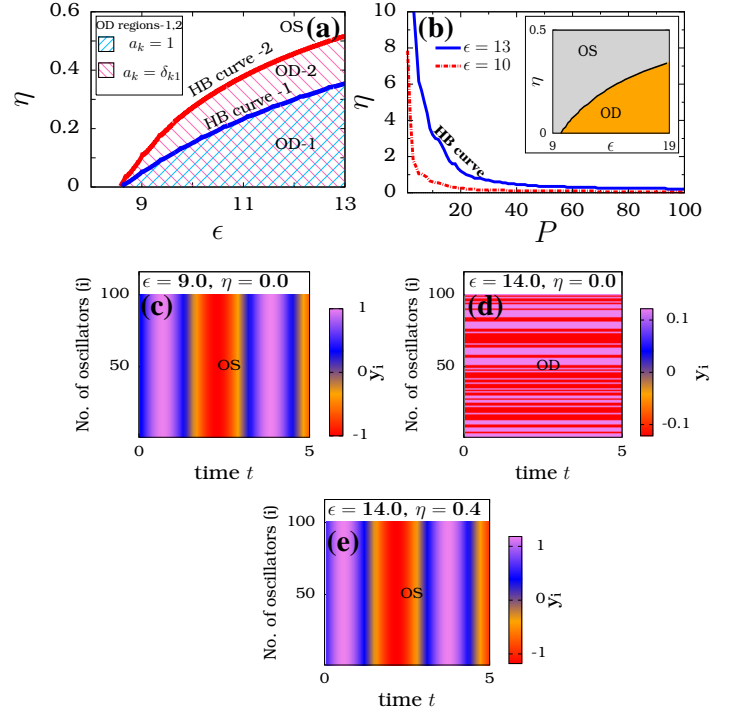 (a)
OS
OD regions-1,2
a_k = 1
a_k = δ_k1
HB curve -2
OD-2
HB curve -1
OD-1
0.6
0.4
0.2
0
η
9
11
13
ϵ
(b)
ϵ = 13
ϵ = 10
HB curve
10
8
6
4
2
0
η
20
40
60
80
100
P
0.5
OS
OD
η
0
9
ϵ
19
ϵ = 9.0, η = 0.0
(c)
100
50
No. of oscillators (i)
OS
0
5
time t
1
0
-1
y_i
ϵ = 14.0, η = 0.0
(d)
100
50
No. of oscillators (i)
OD
0
5
time t
0.1
0
-0.1
y_i
ϵ = 14.0, η = 0.4
(e)
100
50
No. of oscillators (i)
OS
0
5
time t
1
0
-1
y_i